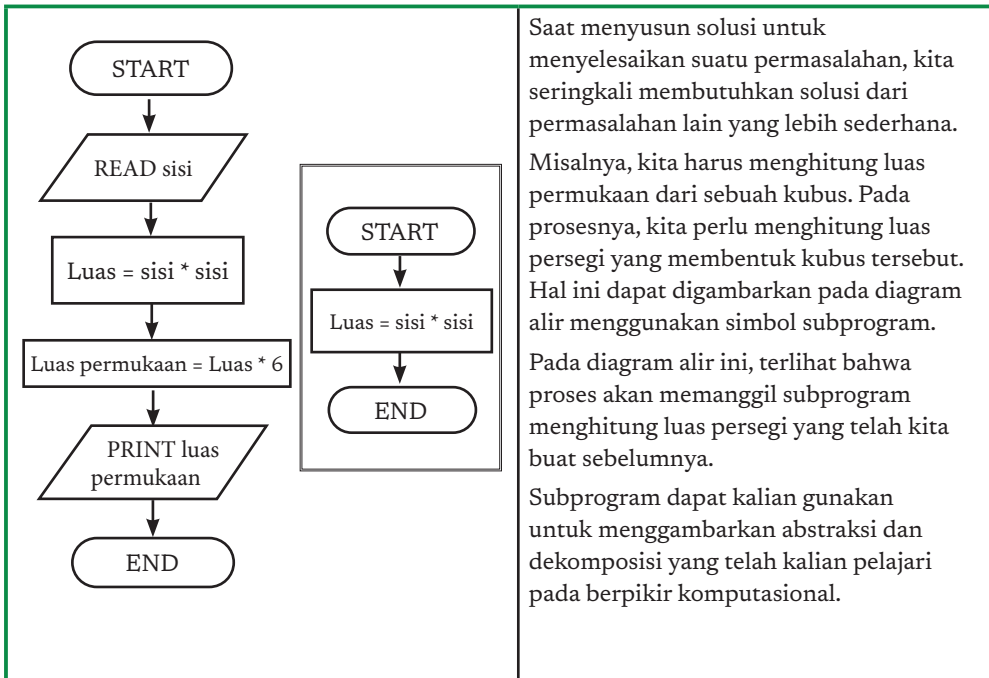 START
READ sisi
Luas = sisi * sisi
Luas permukaan = Luas * 6
PRINT luas
permukaan
END
START
Luas = sisi * sisi
END
Saat menyusun solusi untuk
menyelesaikan suatu permasalahan, kita
seringkali membutuhkan solusi dari
permasalahan lain yang lebih sederhana.
Misalnya, kita harus menghitung luas
permukaan dari sebuah kubus. Pada
prosesnya, kita perlu menghitung luas
persegi yang membentuk kubus tersebut.
Hal ini dapat digambarkan pada diagram
alir menggunakan simbol subprogram.
Pada diagram alir ini, terlihat bahwa
proses akan memanggil subprogram
menghitung luas persegi yang telah kita
buat sebelumnya.
Subprogram dapat kalian gunakan
untuk menggambarkan abstraksi dan
dekomposisi yang telah kalian pelajari
pada berpikir komputasional.